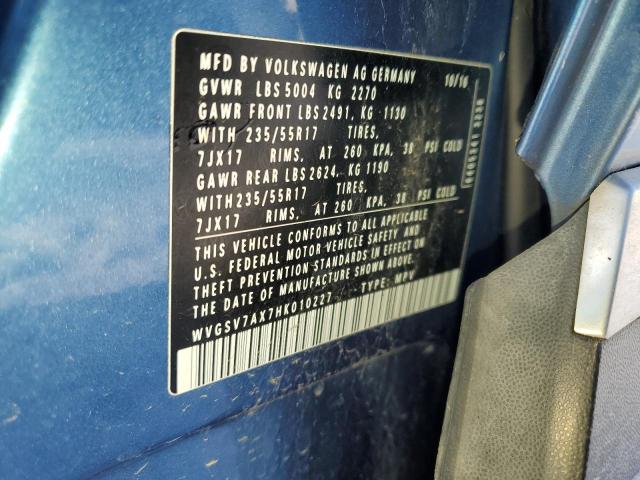 MFD BY VOLKSWAGEN AG GERMANY 10/16
GVWR LBS 5004 KG 2270
GAWR FRONT LBS 2491, KG 1130
WITH 235/55R17 TIRES,
7JX17 RIMS, AT 260 KPA, 38 PSI COLD
GAWR REAR LBS 2624, KG 1190
WITH 235/55R17 TIRES,
7JX17 RIMS, AT 260 KPA, 38 PSI COLD
THIS VEHICLE CONFORMS TO ALL APPLICABLE
U.S. FEDERAL MOTOR VEHICLE SAFETY AND
THEFT PREVENTION STANDARDS IN EFFECT ON
THE DATE OF MANUFACTURE SHOWN ABOVE.
WVGSV7AX7HK010227 TYPE: MPV